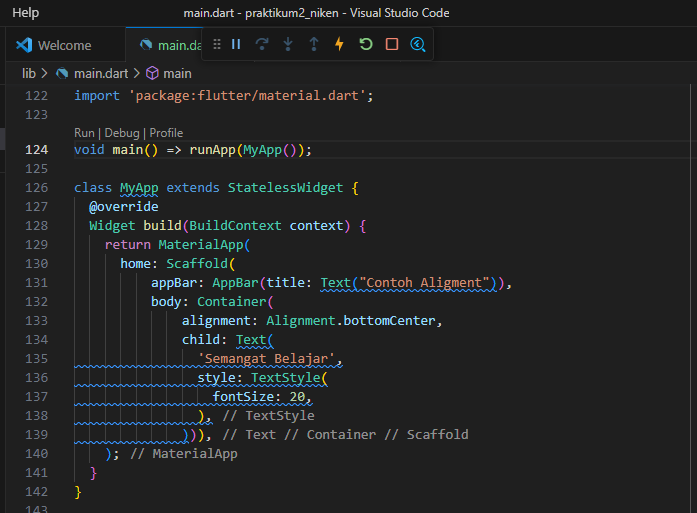 Help
main.dart - praktikum2_niken - Visual Studio Code
Welcome
main.da
lib > main.dart > main
122 import 'package:flutter/material.dart';
123
Run | Debug | Profile
124 void main() => runApp(MyApp());
125
126 class MyApp extends StatelessWidget {
127 @override
128 Widget build(BuildContext context) {
129 return MaterialApp(
130 home: Scaffold(
131 appBar: AppBar(title: Text("Contoh Aligment")),
132 body: Container(
133 alignment: Alignment.bottomCenter,
134 child: Text(
135 'Semangat Belajar',
136 style: TextStyle(
137 fontSize: 20,
138 ), // TextStyle
139 ))), // Text // Container // Scaffold
140 ); // MaterialApp
141 }
142 }
143